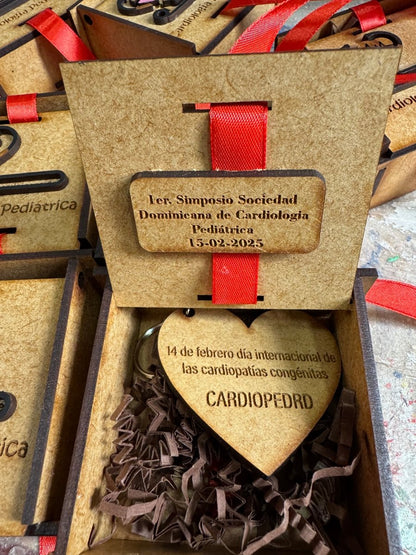 Cardiolo
Pediátrica
1er. Simposio Sociedad
Dominicana de Cardiología
Pediátrica
15-02-2025
14 de febrero día internacional de
las cardiopatías congénitas
CARDIOPEDRD